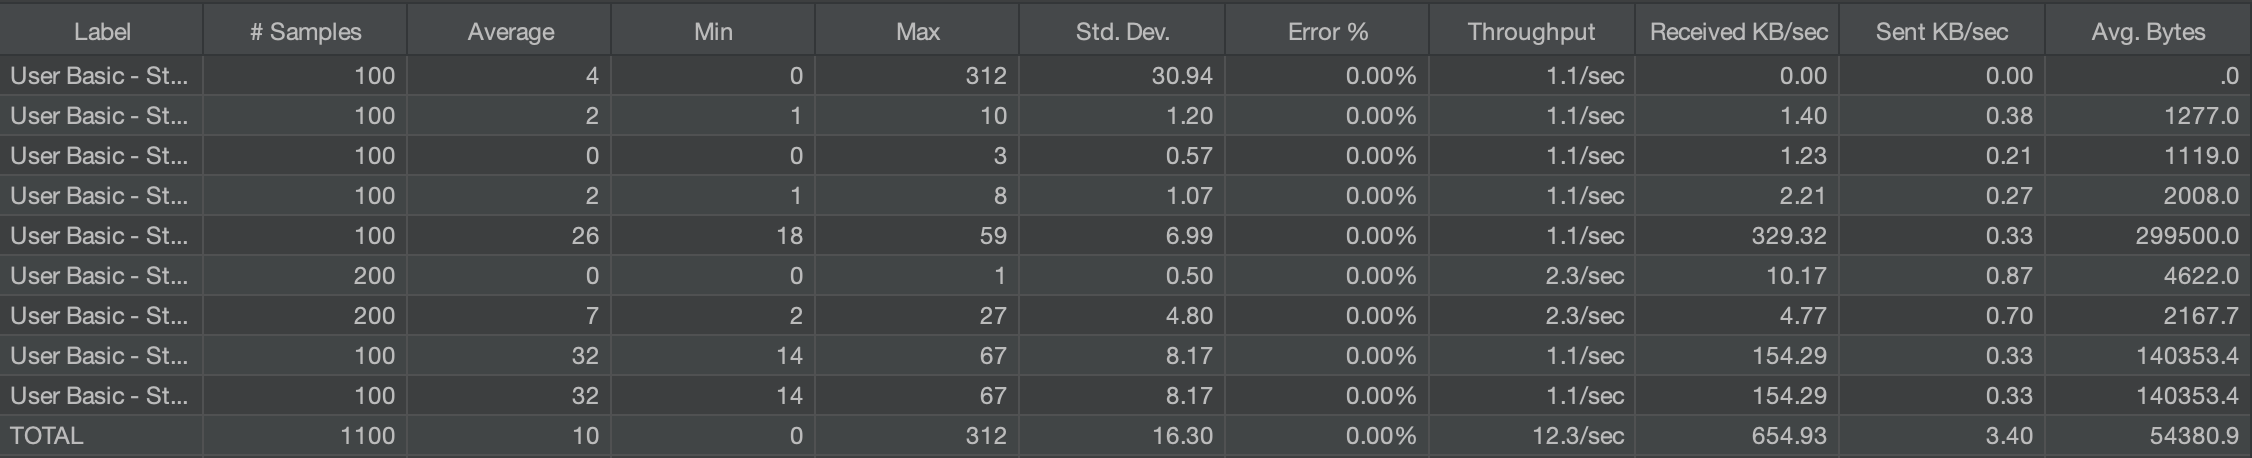 Label # Samples Average Min Max Std. Dev. Error % Throughput Received KB/sec Sent KB/sec Avg. Bytes
User Basic - St... 100 4 0 312 30.94 0.00% 1.1/sec 0.00 0.00 .0
User Basic - St... 100 2 1 10 1.20 0.00% 1.1/sec 1.40 0.38 1277.0
User Basic - St... 100 0 0 3 0.57 0.00% 1.1/sec 1.23 0.21 1119.0
User Basic - St... 100 2 1 8 1.07 0.00% 1.1/sec 2.21 0.27 2008.0
User Basic - St... 100 26 18 59 6.99 0.00% 1.1/sec 329.32 0.33 299500.0
User Basic - St... 200 0 0 1 0.50 0.00% 2.3/sec 10.17 0.87 4622.0
User Basic - St... 200 7 2 27 4.80 0.00% 2.3/sec 4.77 0.70 2167.7
User Basic - St... 100 32 14 67 8.17 0.00% 1.1/sec 154.29 0.33 140353.4
User Basic - St... 100 32 14 67 8.17 0.00% 1.1/sec 154.29 0.33 140353.4
TOTAL 1100 10 0 312 16.30 0.00% 12.3/sec 654.93 3.40 54380.9